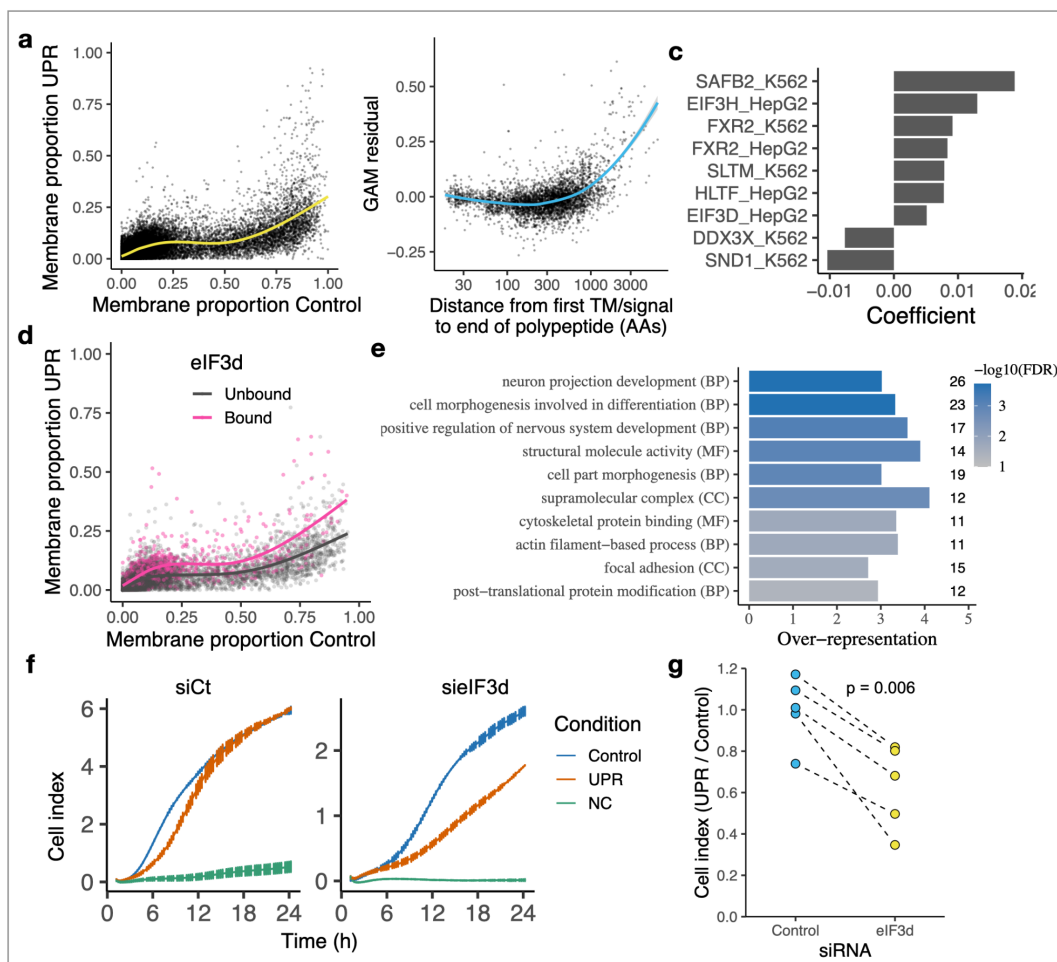 a
Membrane proportion UPR
1.00
0.75
0.50
0.25
0.00
0.00 0.25 0.50 0.75 1.00
Membrane proportion Control
GAM residual
0.50
0.25
0.00
−0.25
30 100 300 1000 3000
Distance from first TM/signal
to end of polypeptide (AAs)
c
SAFB2_K562
EIF3H_HepG2
FXR2_K562
FXR2_HepG2
SLTM_K562
HLTF_HepG2
EIF3D_HepG2
DDX3X_K562
SND1_K562
−0.01 0.00 0.01 0.02
Coefficient
d
Membrane proportion UPR
1.00
0.75
0.50
0.25
0.00
eIF3d
Unbound
Bound
0.00 0.25 0.50 0.75 1.00
Membrane proportion Control
e
neuron projection development (BP) 26
cell morphogenesis involved in differentiation (BP) 23
positive regulation of nervous system development (BP) 17
structural molecule activity (MF) 14
cell part morphogenesis (BP) 19
supramolecular complex (CC) 12
cytoskeletal protein binding (MF) 11
actin filament−based process (BP) 11
focal adhesion (CC) 15
post−translational protein modification (BP) 12
0 1 2 3 4 5
Over−representation
−log10(FDR)
3
2
1
f
siCt
Cell index
6
4
2
0
0 6 12 18 24
sieIF3d
2
1
0
0 6 12 18 24
Time (h)
Condition
Control
UPR
NC
g
Cell index (UPR / Control)
1.2
1.0
0.8
0.6
0.4
0.2
0.0
p = 0.006
Control eIF3d
siRNA